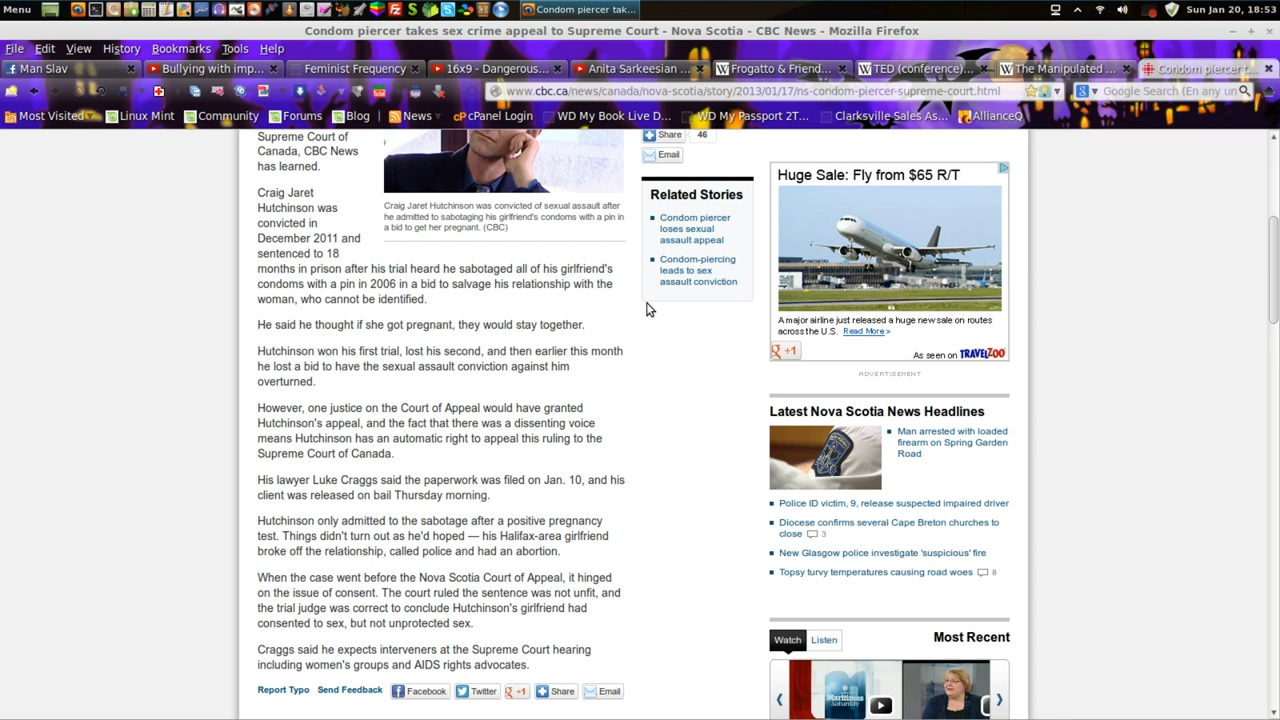 Menu
Condom piercer tak...
Sun Jan 20, 18:53
Condom piercer takes sex crime appeal to Supreme Court - Nova Scotia - CBC News - Mozilla Firefox
File Edit View History Bookmarks Tools Help
Man Slav
Bullying with imp...
Feminist Frequency
16x9 - Dangerous...
Anita Sarkeesian ...
Frogatto & Friend...
TED (conference)...
The Manipulated ...
Condom piercer t...
www.cbc.ca/news/canada/nova-scotia/story/2013/01/17/ns-condom-piercer-supreme-court.html
Google Search (En any un
Most Visited
Linux Mint
Community
Forums
Blog
News
cPanel Login
WD My Book Live D...
WD My Passport 2T...
Clarksville Sales As...
AllianceQ
Supreme Court of
Canada, CBC News
has learned.
Craig Jaret
Hutchinson was
convicted in
December 2011 and
sentenced to 18
months in prison after his trial heard he sabotaged all of his girlfriend's
condoms with a pin in 2006 in a bid to salvage his relationship with the
woman, who cannot be identified.
Craig Jaret Hutchinson was convicted of sexual assault after
he admitted to sabotaging his girlfriend's condoms with a pin in
a bid to get her pregnant. (CBC)
He said he thought if she got pregnant, they would stay together.
Hutchinson won his first trial, lost his second, and then earlier this month
he lost a bid to have the sexual assault conviction against him
overturned.
However, one justice on the Court of Appeal would have granted
Hutchinson's appeal, and the fact that there was a dissenting voice
means Hutchinson has an automatic right to appeal this ruling to the
Supreme Court of Canada.
His lawyer Luke Craggs said the paperwork was filed on Jan. 10, and his
client was released on bail Thursday morning.
Hutchinson only admitted to the sabotage after a positive pregnancy
test. Things didn't turn out as he'd hoped — his Halifax-area girlfriend
broke off the relationship, called police and had an abortion.
When the case went before the Nova Scotia Court of Appeal, it hinged
on the issue of consent. The court ruled the sentence was not unfit, and
the trial judge was correct to conclude Hutchinson's girlfriend had
consented to sex, but not unprotected sex.
Craggs said he expects interveners at the Supreme Court hearing
including women's groups and AIDS rights advocates.
Report Typo Send Feedback Facebook Twitter +1 Share Email
Share 46
Email
Related Stories
Condom piercer
loses sexual
assault appeal
Condom-piercing
leads to sex
assault conviction
Huge Sale: Fly from $65 R/T
A major airline just released a huge new sale on routes
across the U.S. Read More >
+1
As seen on TRAVELZOO
ADVERTISEMENT
Latest Nova Scotia News Headlines
Man arrested with loaded
firearm on Spring Garden
Road
Police ID victim, 9, release suspected impaired driver
Diocese confirms several Cape Breton churches to
close 3
New Glasgow police investigate 'suspicious' fire
Topsy turvy temperatures causing road woes 8
Watch Listen Most Recent
Maritimes
Saturday